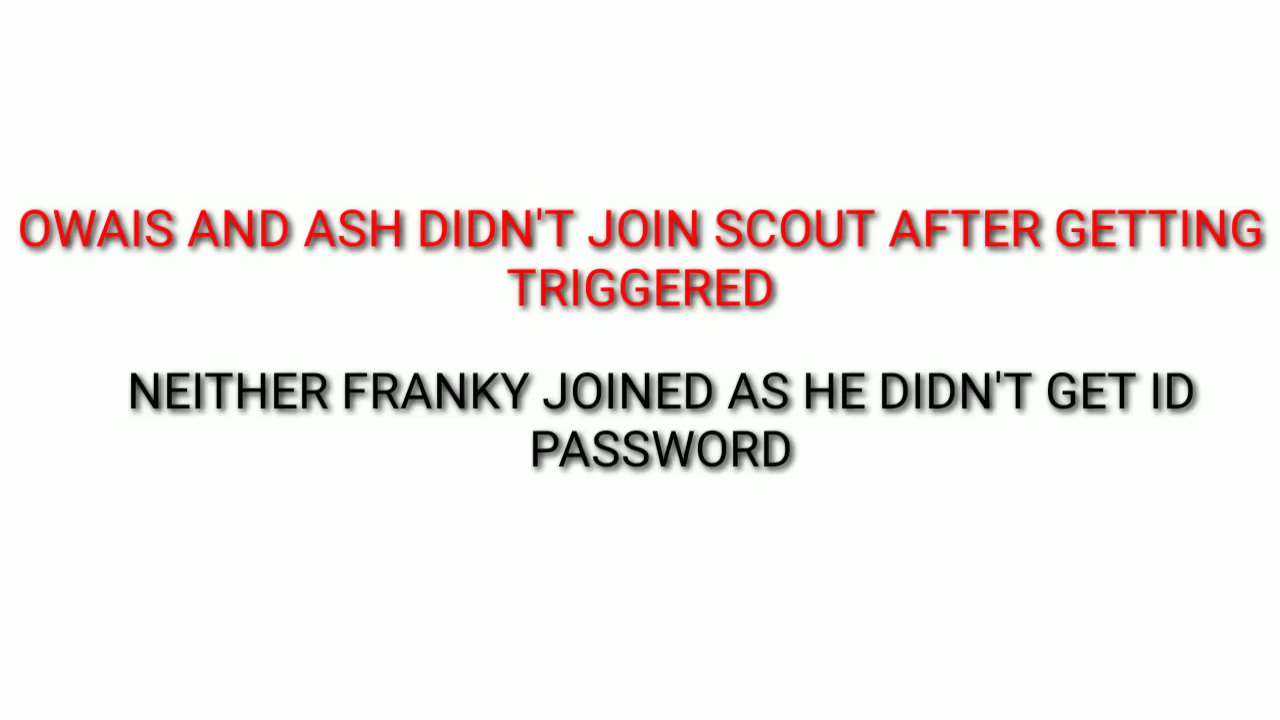 OWAIS AND ASH DIDN'T JOIN SCOUT AFTER GETTING
TRIGGERED
NEITHER FRANKY JOINED AS HE DIDN'T GET ID
PASSWORD